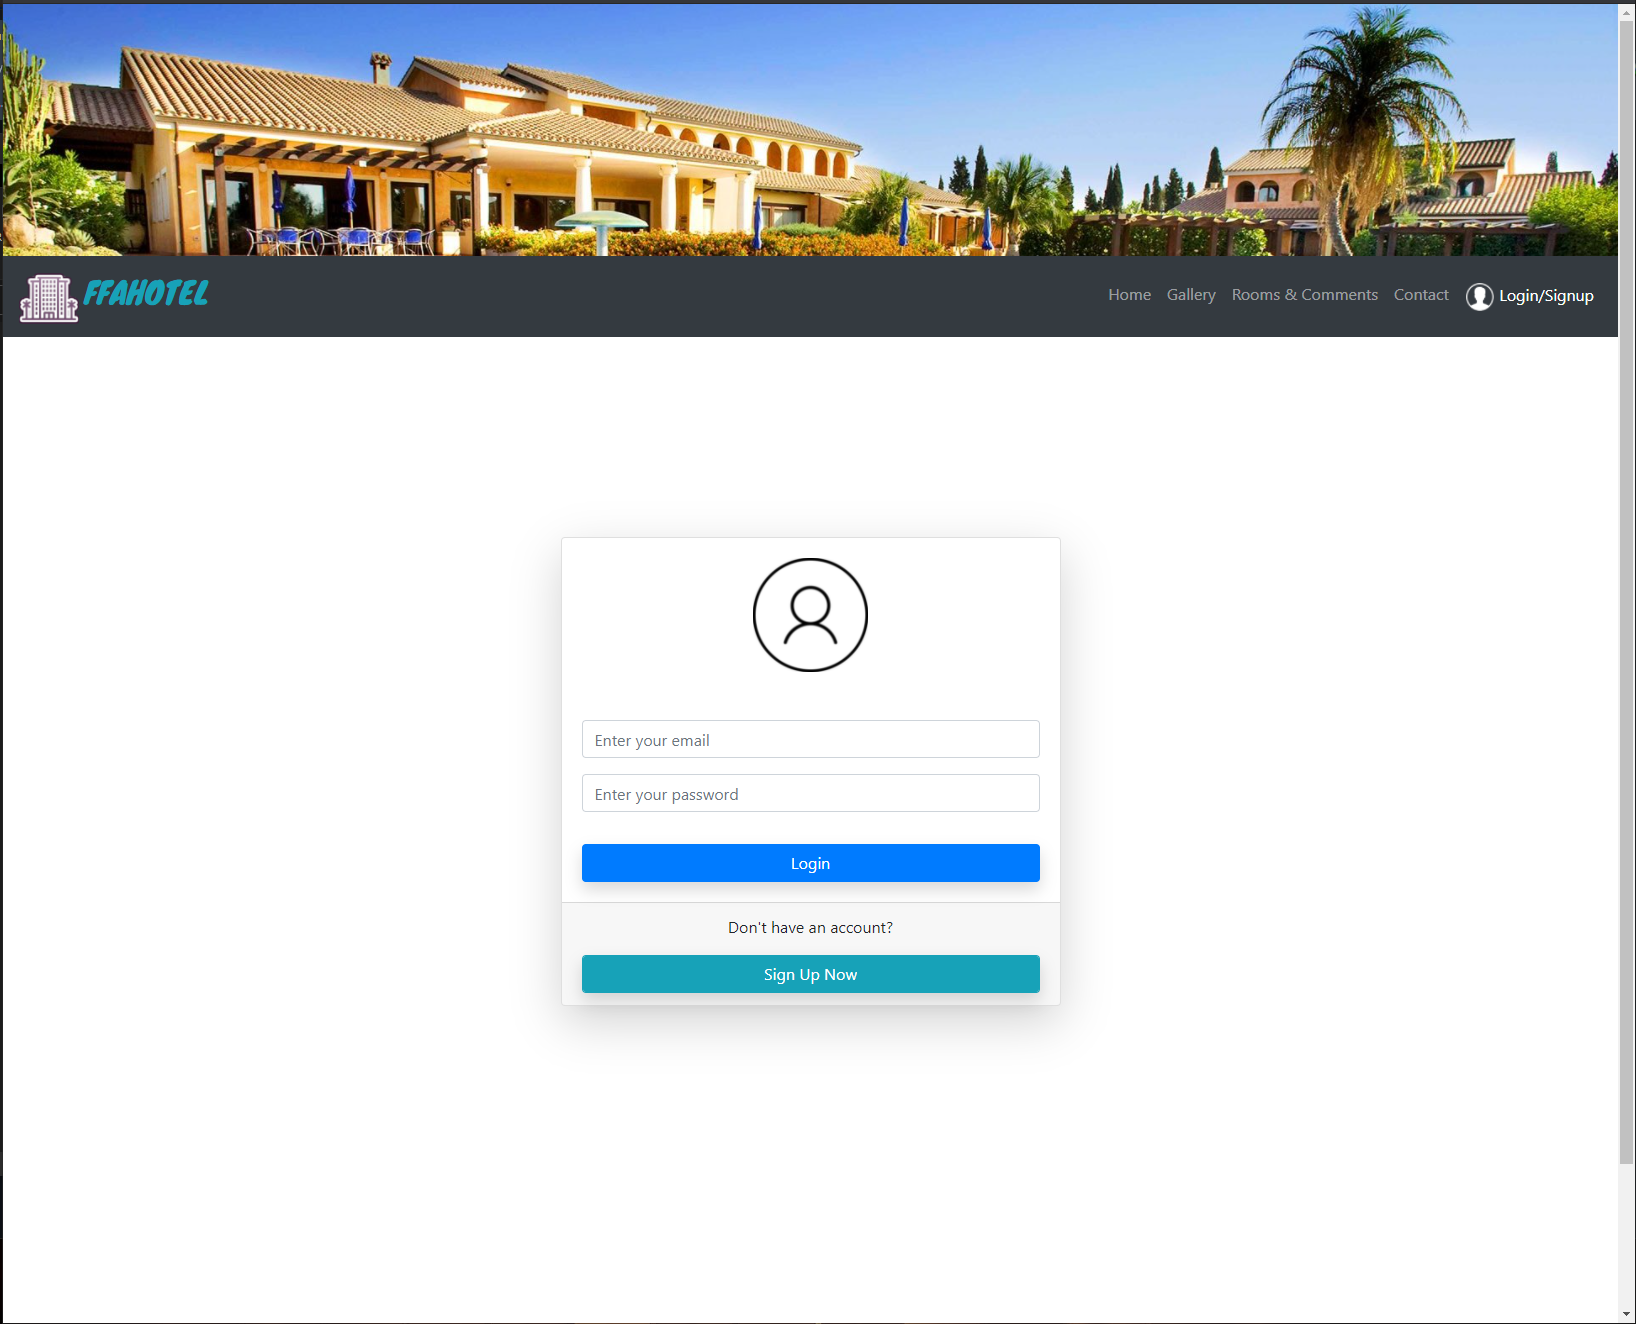 FFAHOTEL
Home Gallery Rooms & Comments Contact Login/Signup
Enter your email
Enter your password
Login
Don't have an account?
Sign Up Now